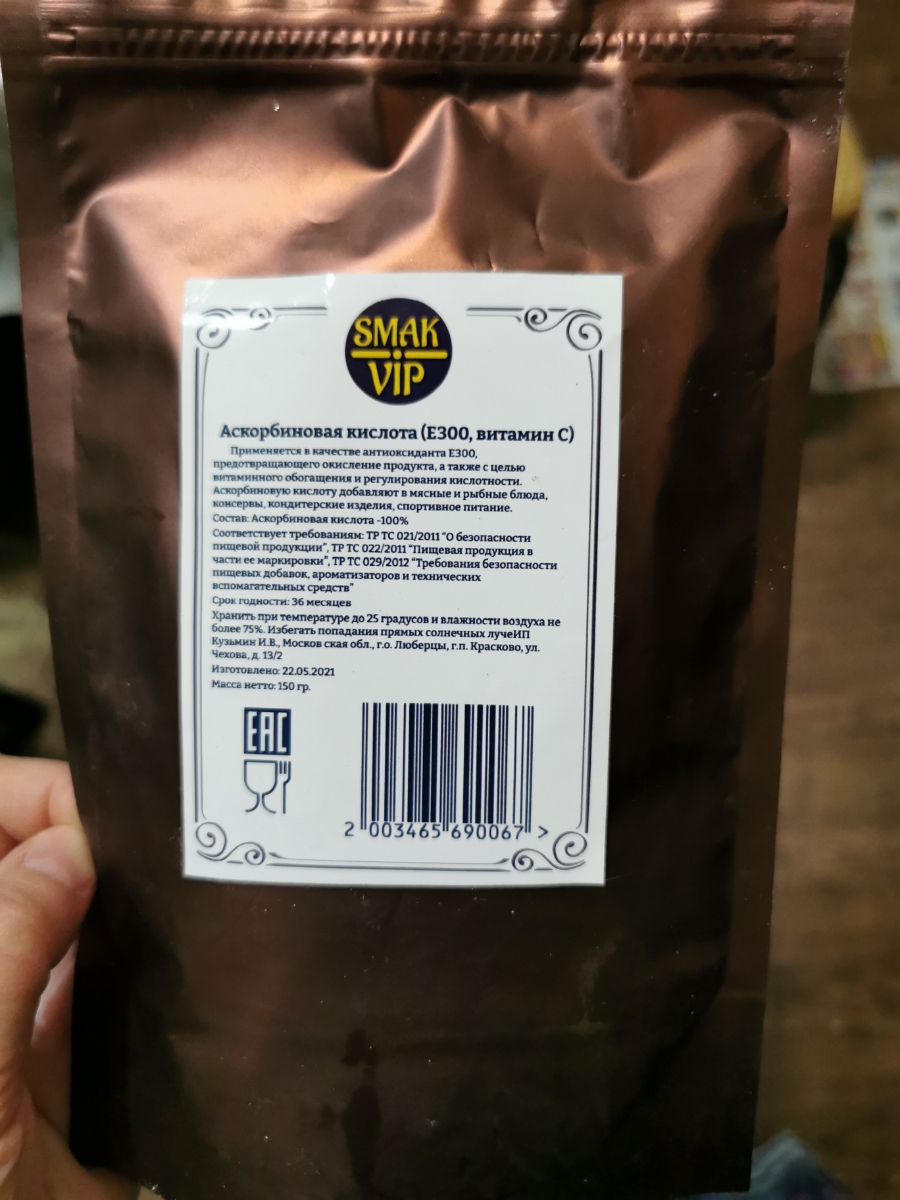 SMAK
VIP
Аскорбиновая кислота (Е300, витамин С)
Применяется в качестве антиоксиданта Е300,
предотвращающего окисление продукта, а также с целью
витаминного обогащения и регулирования кислотности.
Аскорбиновую кислоту добавляют в мясные и рыбные блюда,
консервы, кондитерские изделия, спортивное питание.
Состав: Аскорбиновая кислота -100%
Соответствует требованиям: ТР ТС 021/2011 "О безопасности
пищевой продукции", ТР ТС 022/2011 "Пищевая продукция в
части ее маркировки", ТР ТС 029/2012 "Требования безопасности
пищевых добавок, ароматизаторов и технических
вспомагательных средств"
Срок годности: 36 месяцев
Хранить при температуре до 25 градусов и влажности воздуха не
более 75%. Избегать попадания прямых солнечных лучеИП
Кузьмин И.В., Москов ская обл., г.о. Люберцы, г.п. Красково, ул.
Чехова, д. 13/2
Изготовлено: 22.05.2021
Масса нетто: 150 гр.
EAC
2 003465 690067 >